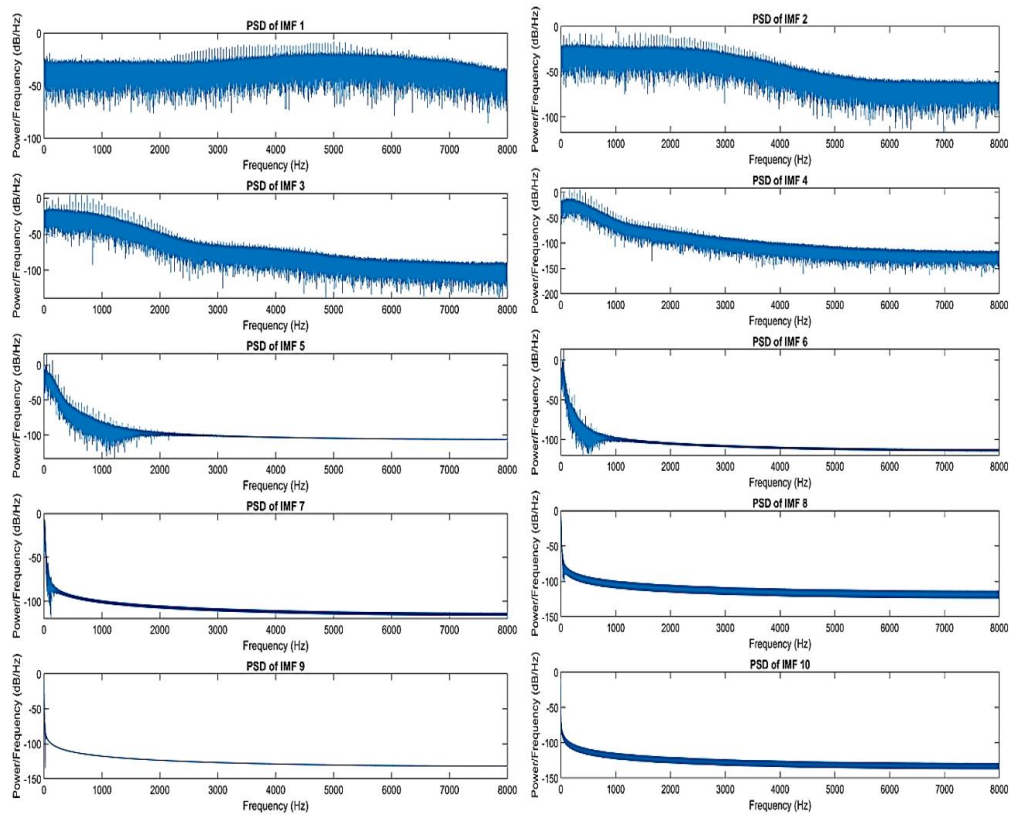 PSD of IMF 1
Power/Frequency (dB/Hz)
0
-50
-100
0 1000 2000 3000 4000 5000 6000 7000 8000
Frequency (Hz)
PSD of IMF 2
Power/Frequency (dB/Hz)
0
-50
-100
0 1000 2000 3000 4000 5000 6000 7000 8000
Frequency (Hz)
PSD of IMF 3
Power/Frequency (dB/Hz)
0
-50
-100
0 1000 2000 3000 4000 5000 6000 7000 8000
Frequency (Hz)
PSD of IMF 4
Power/Frequency (dB/Hz)
0
-50
-100
-150
-200
0 1000 2000 3000 4000 5000 6000 7000 8000
Frequency (Hz)
PSD of IMF 5
Power/Frequency (dB/Hz)
0
-50
-100
0 1000 2000 3000 4000 5000 6000 7000 8000
Frequency (Hz)
PSD of IMF 6
Power/Frequency (dB/Hz)
0
-50
-100
0 1000 2000 3000 4000 5000 6000 7000 8000
Frequency (Hz)
PSD of IMF 7
Power/Frequency (dB/Hz)
0
-50
-100
0 1000 2000 3000 4000 5000 6000 7000 8000
Frequency (Hz)
PSD of IMF 8
Power/Frequency (dB/Hz)
0
-50
-100
-150
0 1000 2000 3000 4000 5000 6000 7000 8000
Frequency (Hz)
PSD of IMF 9
Power/Frequency (dB/Hz)
0
-50
-100
-150
0 1000 2000 3000 4000 5000 6000 7000 8000
Frequency (Hz)
PSD of IMF 10
Power/Frequency (dB/Hz)
0
-50
-100
-150
0 1000 2000 3000 4000 5000 6000 7000 8000
Frequency (Hz)